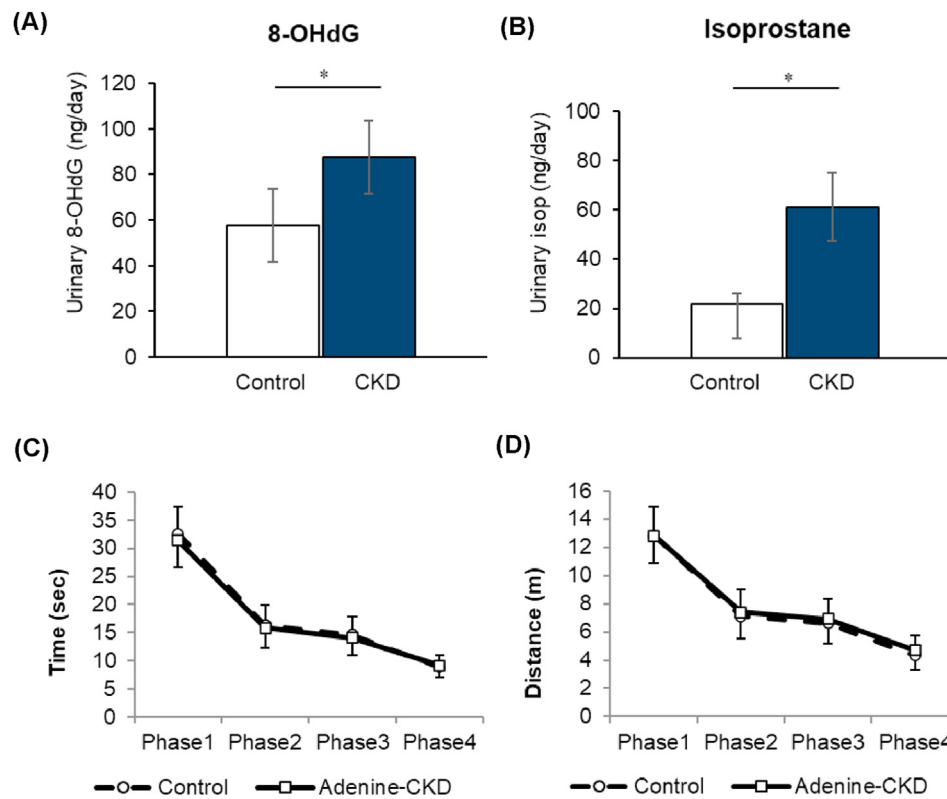 (A)
8-OHdG
*
Urinary 8-OHdG (ng/day)
120
100
80
60
40
20
0
Control CKD
(B)
Isoprostane
*
Urinary isop (ng/day)
100
80
60
40
20
0
Control CKD
(C)
Time (sec)
40
35
30
25
20
15
10
5
0
Phase1 Phase2 Phase3 Phase4
Control Adenine-CKD
(D)
Distance (m)
16
14
12
10
8
6
4
2
0
Phase1 Phase2 Phase3 Phase4
Control Adenine-CKD